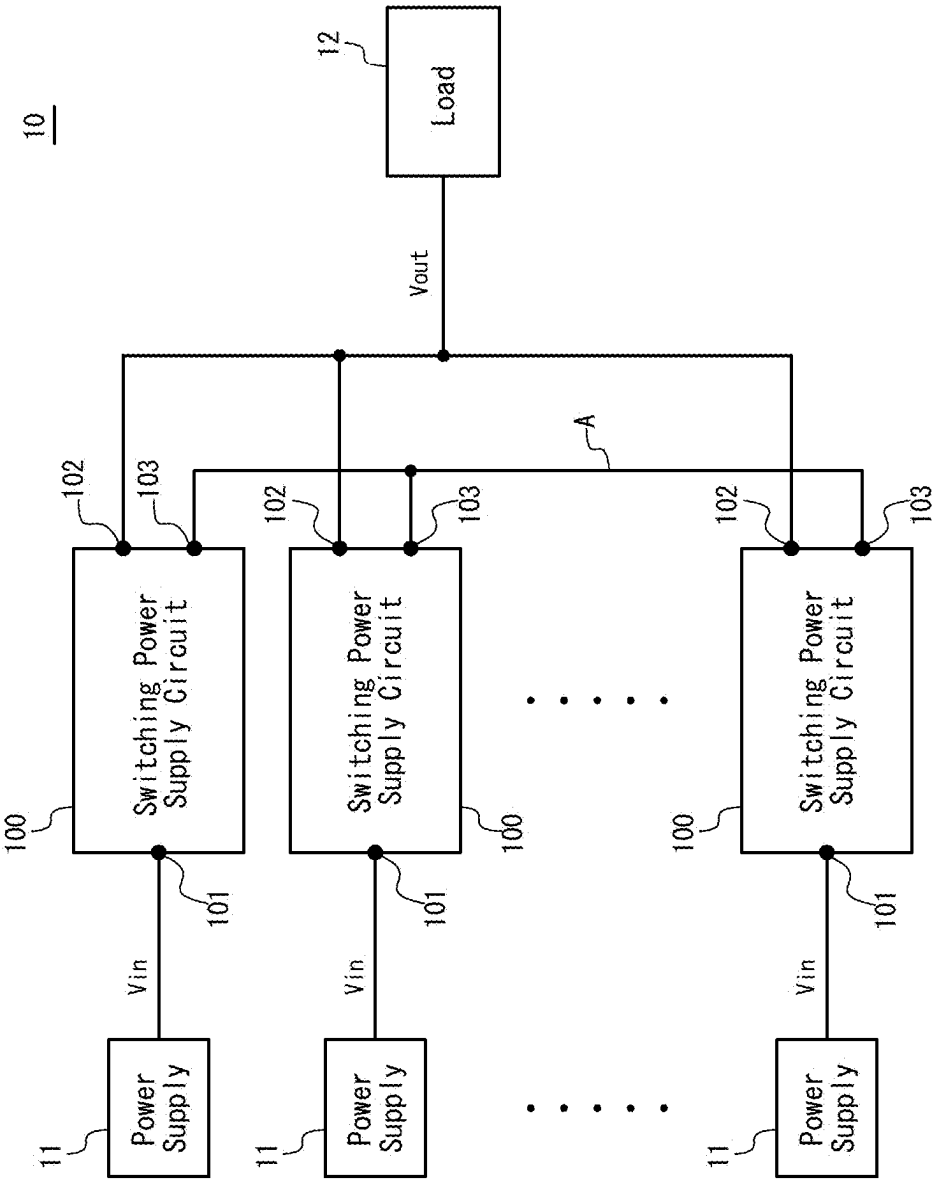 10
12
Load
Vout
A
102
103
102
103
102
103
Switching Power
Supply Circuit
Switching Power
Supply Circuit
Switching Power
Supply Circuit
100
100
100
101
101
101
Vin
Vin
Vin
Power
Supply
Power
Supply
Power
Supply
11
11
11